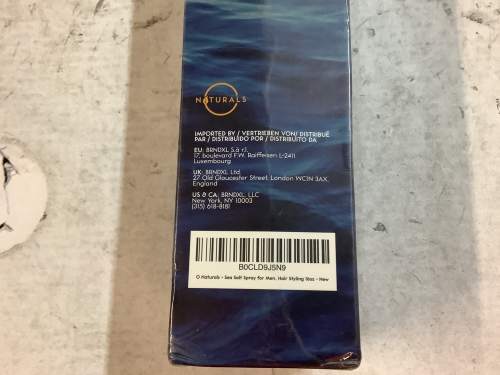 NATURALS
IMPORTED BY / VERTRIEBEN VON/ DISTRIBUÉ
PAR / DISTRIBUÍDO POR / DISTRIBUITO DA
EU: BRNDXL S.à r.l.
17, boulevard F.W. Raiffeisen L-2411
Luxembourg
UK: BRNDXL Ltd.
27 Old Gloucester Street, London WC1N 3AX,
England
US & CA: BRNDXL, LLC
New York, NY 10003
(315) 618-8181
B0CLD9J5N9
O Naturals - Sea Salt Spray for Men, Hair Styling Stas - New